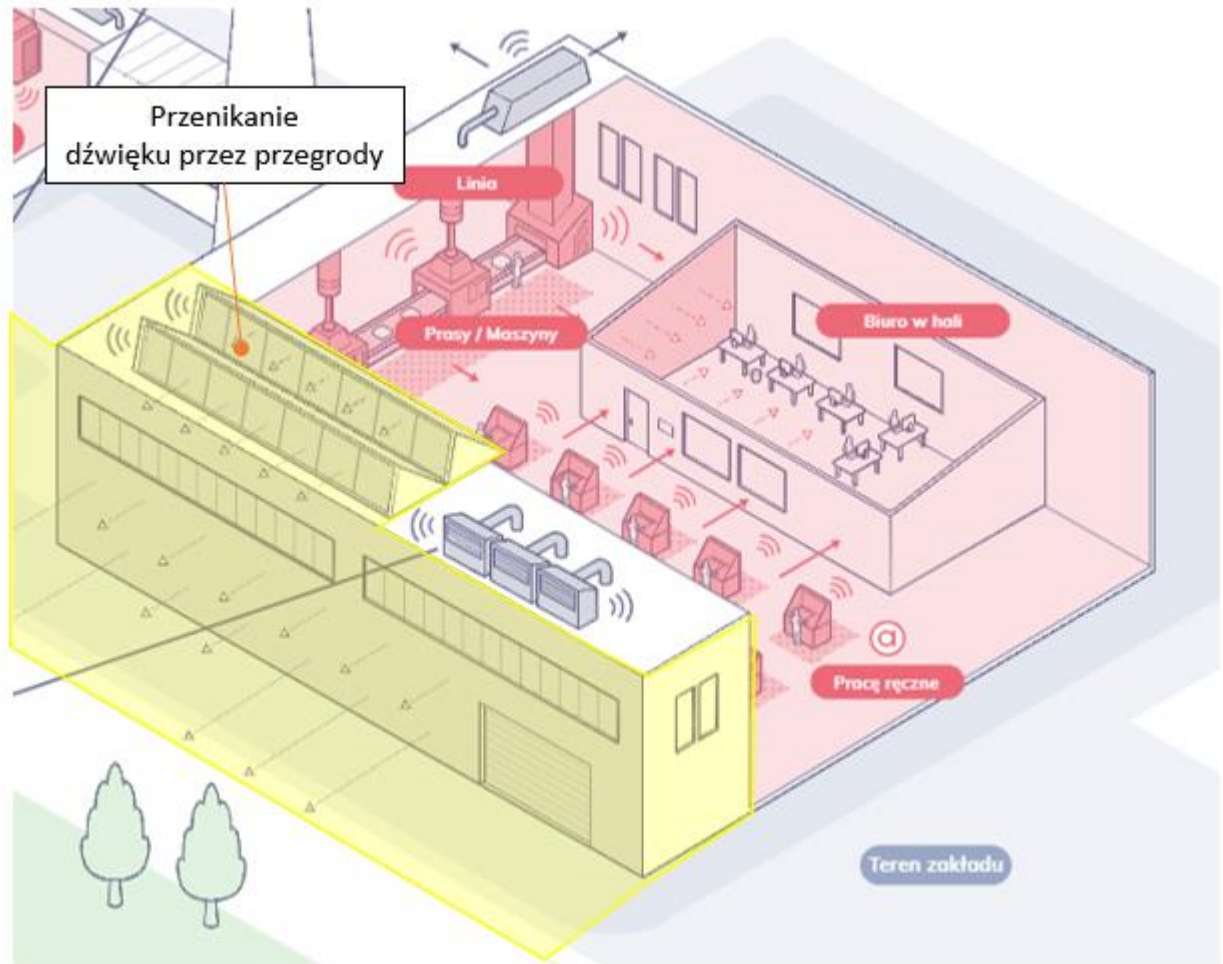 Przenikanie
dźwięku przez przegrody
Linia
Prasy / Maszyny
Biuro w hali
@
Pracę ręczne
Teren zakładu